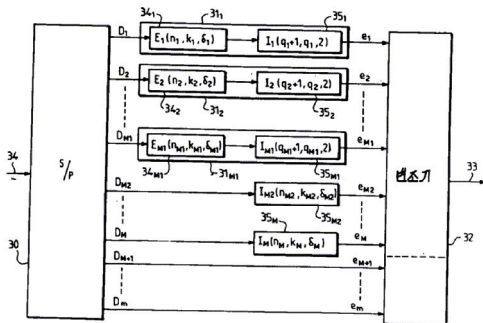 34₁ 31₁ 35₁
D₁ E₁(n₁,k₁,δ₁) I₁(q₁+1,q₁,2) e₁
D₂ E₂(n₂,k₂,δ₂) I₂(q₂+1,q₂,2) e₂
34₂ 31₂ 35₂
D_M1 E_M1(n_M1,k_M1,δ_M1) I_M1(q_M1+1,q_M1,2) e_M1
34 S/P 34_M1 31_M1 35_M1 변조기 33
D_M2 I_M2(n_M2,k_M2,δ_M2) e_M2
35_M 35_M2
30 D_M I_M(n_M,k_M,δ_M) e_M 32
D_M+1 e_M+1
D_m e_m